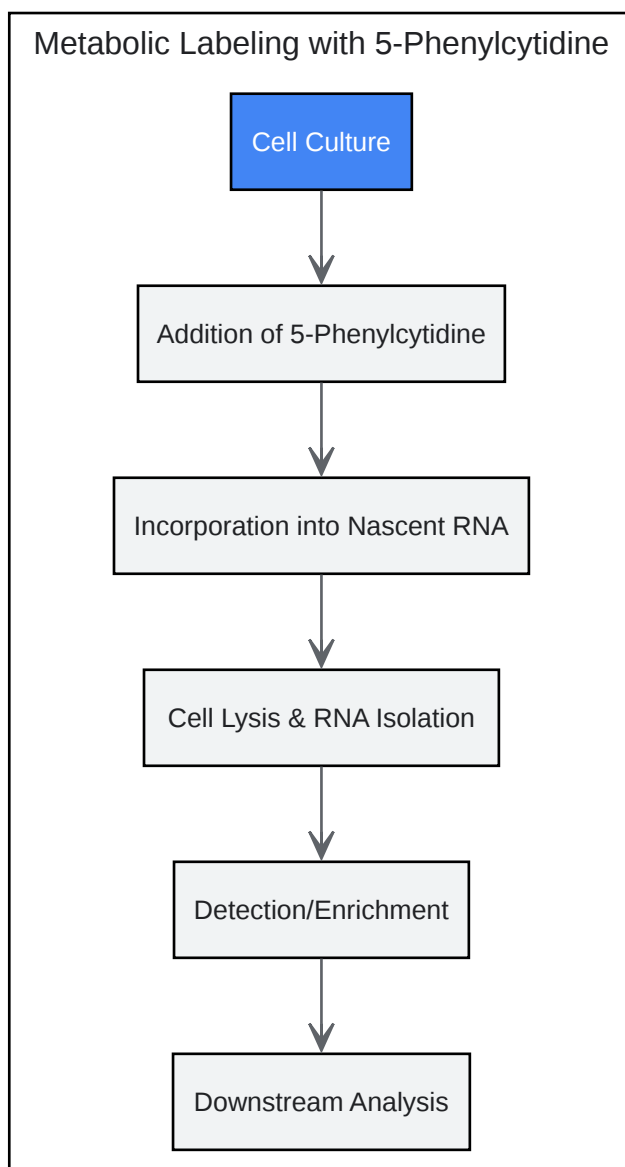 Metabolic Labeling with 5-Phenylcytidine
Cell Culture
Addition of 5-Phenylcytidine
Incorporation into Nascent RNA
Cell Lysis & RNA Isolation
Detection/Enrichment
Downstream Analysis